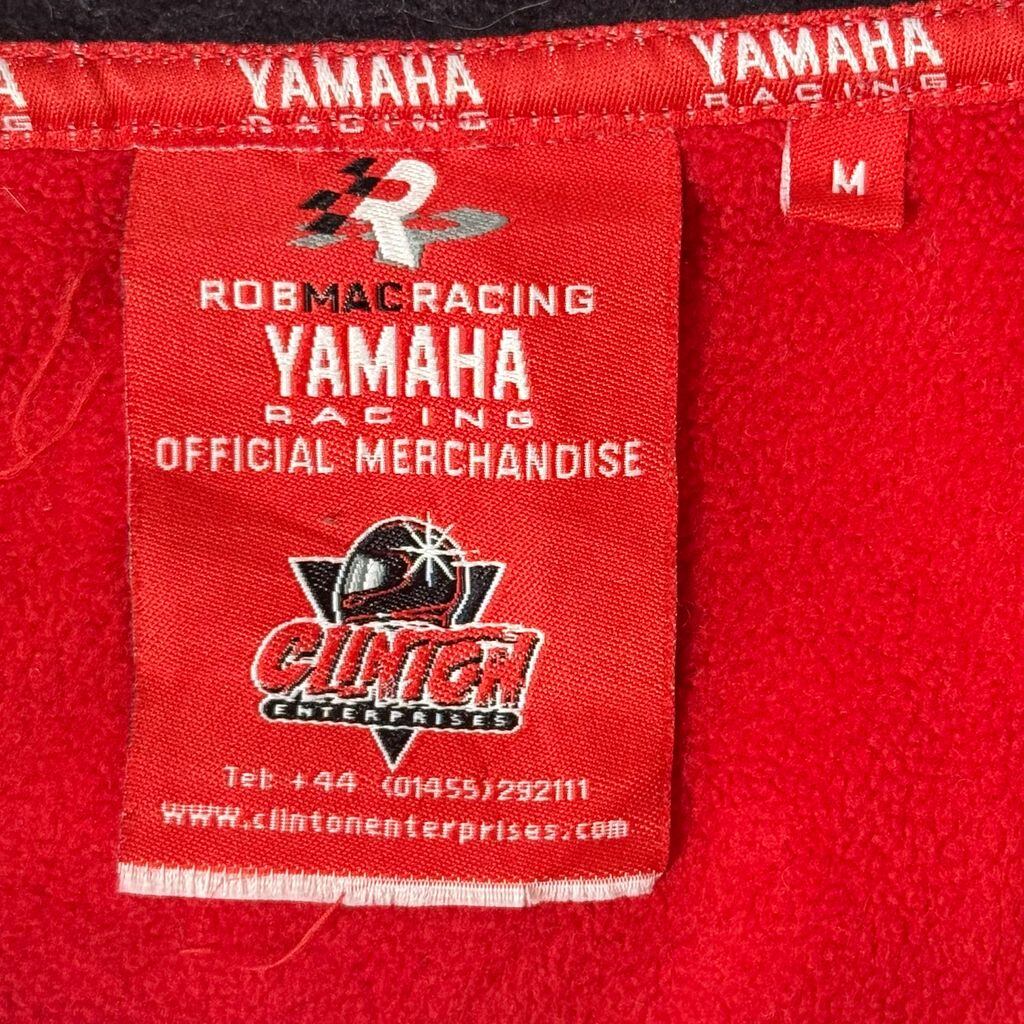 A YAMAHA YAMAHA
G RACING RACING
M
R
ROBMACRACING
YAMAHA
RACING
OFFICIAL MERCHANDISE
CLINTON
ENTERPRISES
Tel: +44 (01455)292111
www.clintonenterprises.com